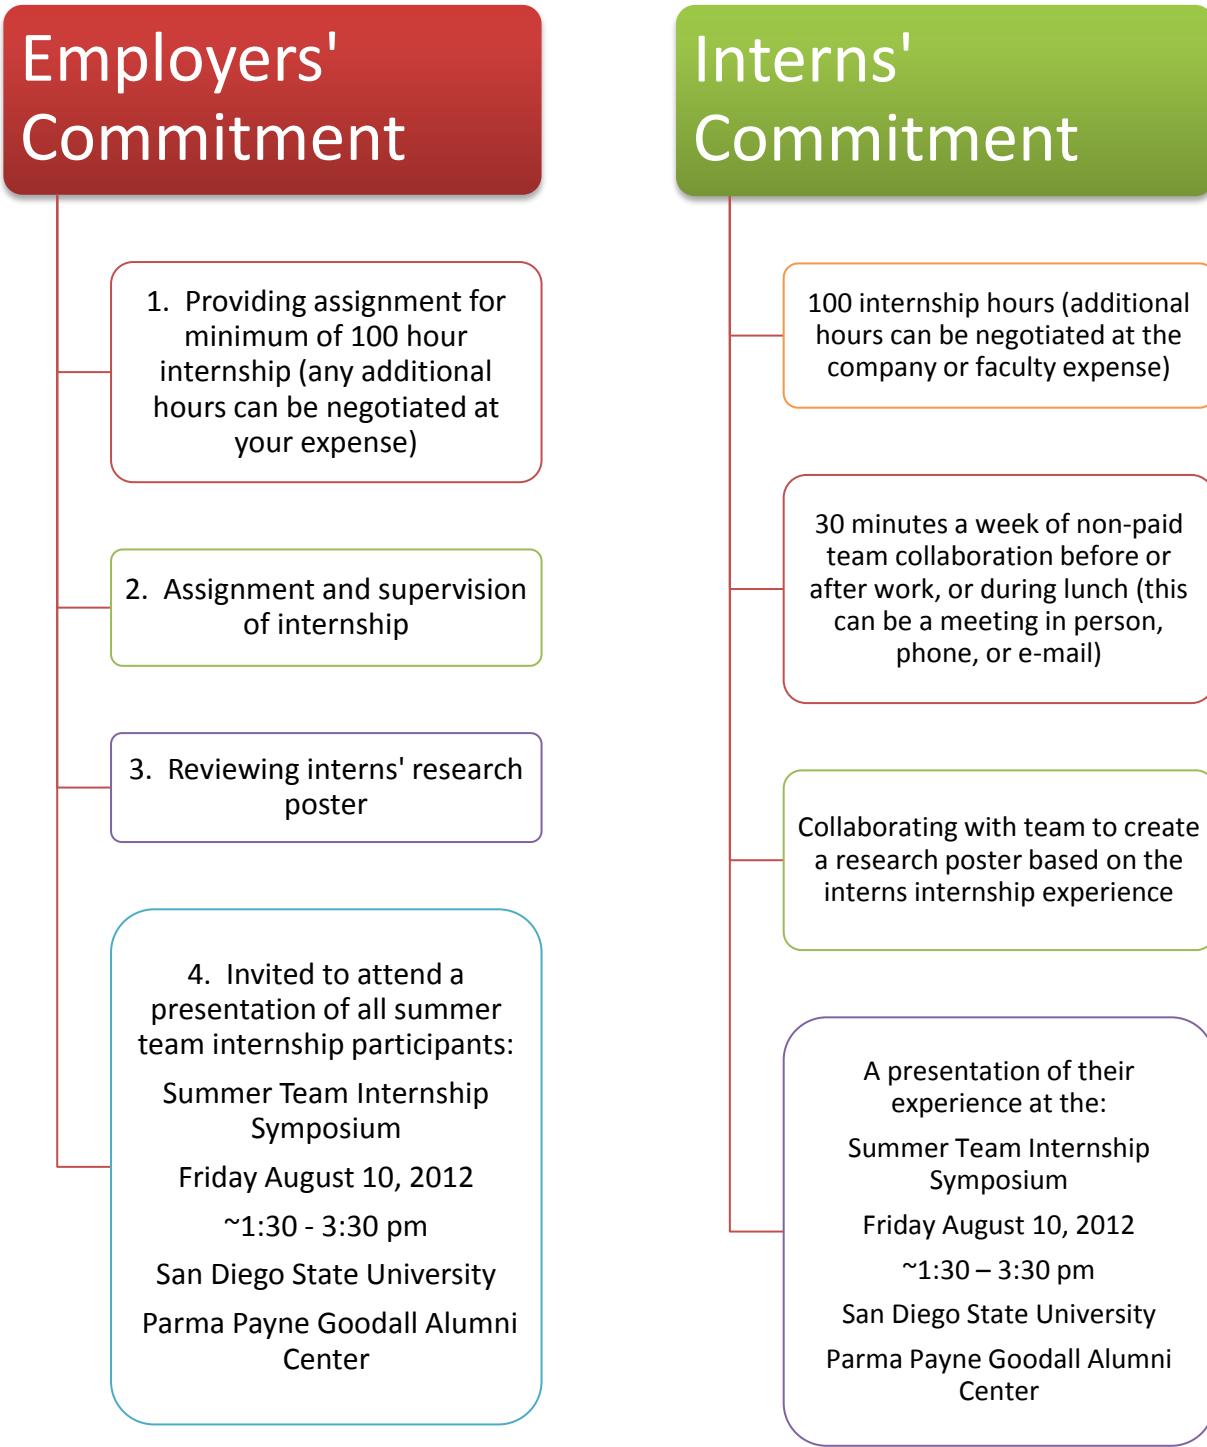 Employers'
Commitment
1.  Providing assignment for
minimum of 100 hour
internship (any additional
hours can be negotiated at
your expense)
2.  Assignment and supervision
of internship
3.  Reviewing interns' research
poster
4.  Invited to attend a
presentation of all summer
team internship participants:
Summer Team Internship
Symposium
Friday August 10, 2012
~1:30 - 3:30 pm
San Diego State University
Parma Payne Goodall Alumni
Center
Interns'
Commitment
100 internship hours (additional
hours can be negotiated at the
company or faculty expense)
30 minutes a week of non-paid
team collaboration before or
after work, or during lunch (this
can be a meeting in person,
phone, or e-mail)
Collaborating with team to create
a research poster based on the
interns internship experience
A presentation of their
experience at the:
Summer Team Internship
Symposium
Friday August 10, 2012
~1:30 – 3:30 pm
San Diego State University
Parma Payne Goodall Alumni
Center